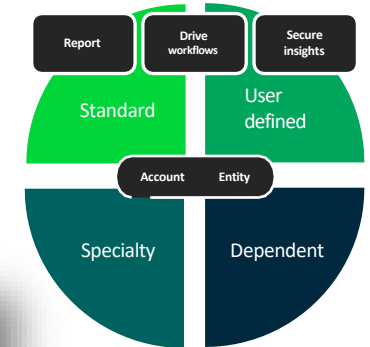 Report
Drive
workflows
Secure
insights
Standard
User
defined
Account Entity
Specialty
Dependent